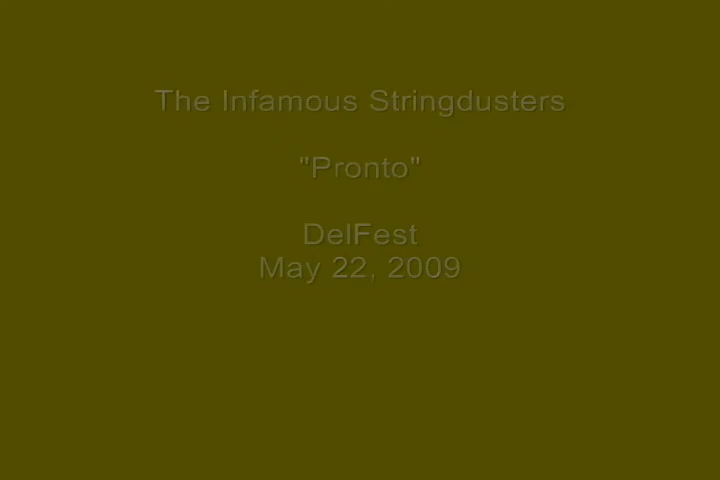 The Infamous Stringdusters
"Pronto"
DelFest
May 22, 2009